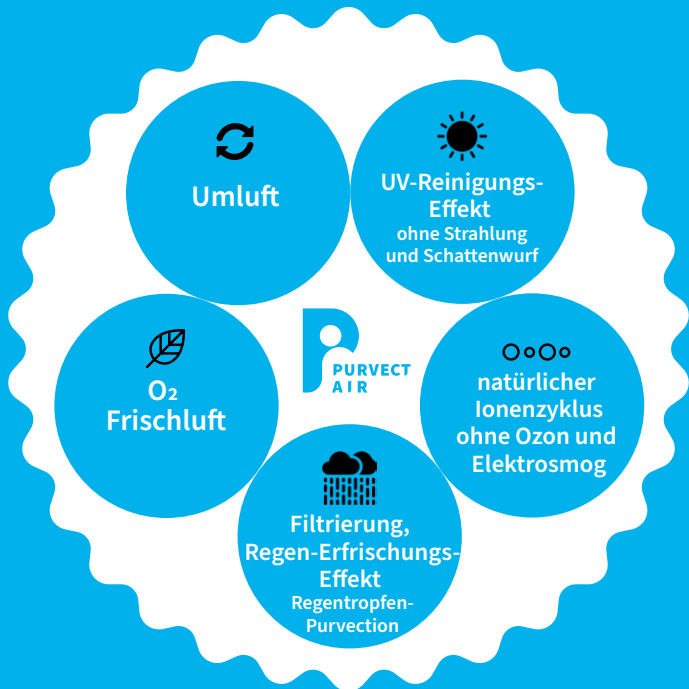 Umluft
UV-Reinigungs-
Effekt
ohne Strahlung
und Schattenwurf
O₂
Frischluft
PURVECT
AIR
natürlicher
Ionenzyklus
ohne Ozon und
Elektrosmog
Filtrierung,
Regen-Erfrischungs-
Effekt
Regentropfen-
Purvection